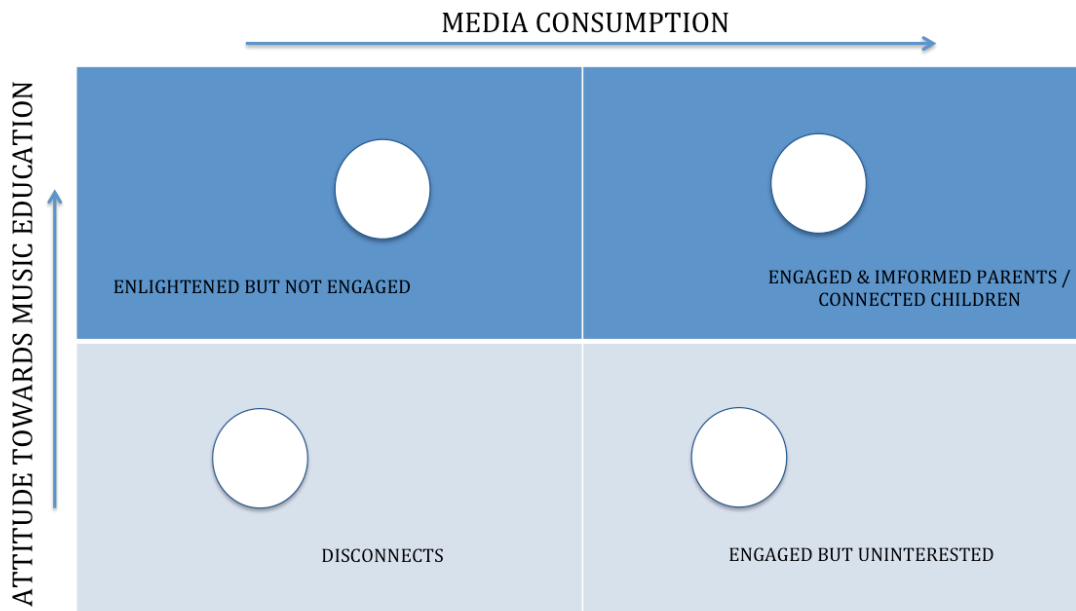 MEDIA CONSUMPTION
ATTITUDE TOWARDS MUSIC EDUCATION
ENLIGHTENED BUT NOT ENGAGED
ENGAGED & IMFORMED PARENTS /
CONNECTED CHILDREN
DISCONNECTS
ENGAGED BUT UNINTERESTED